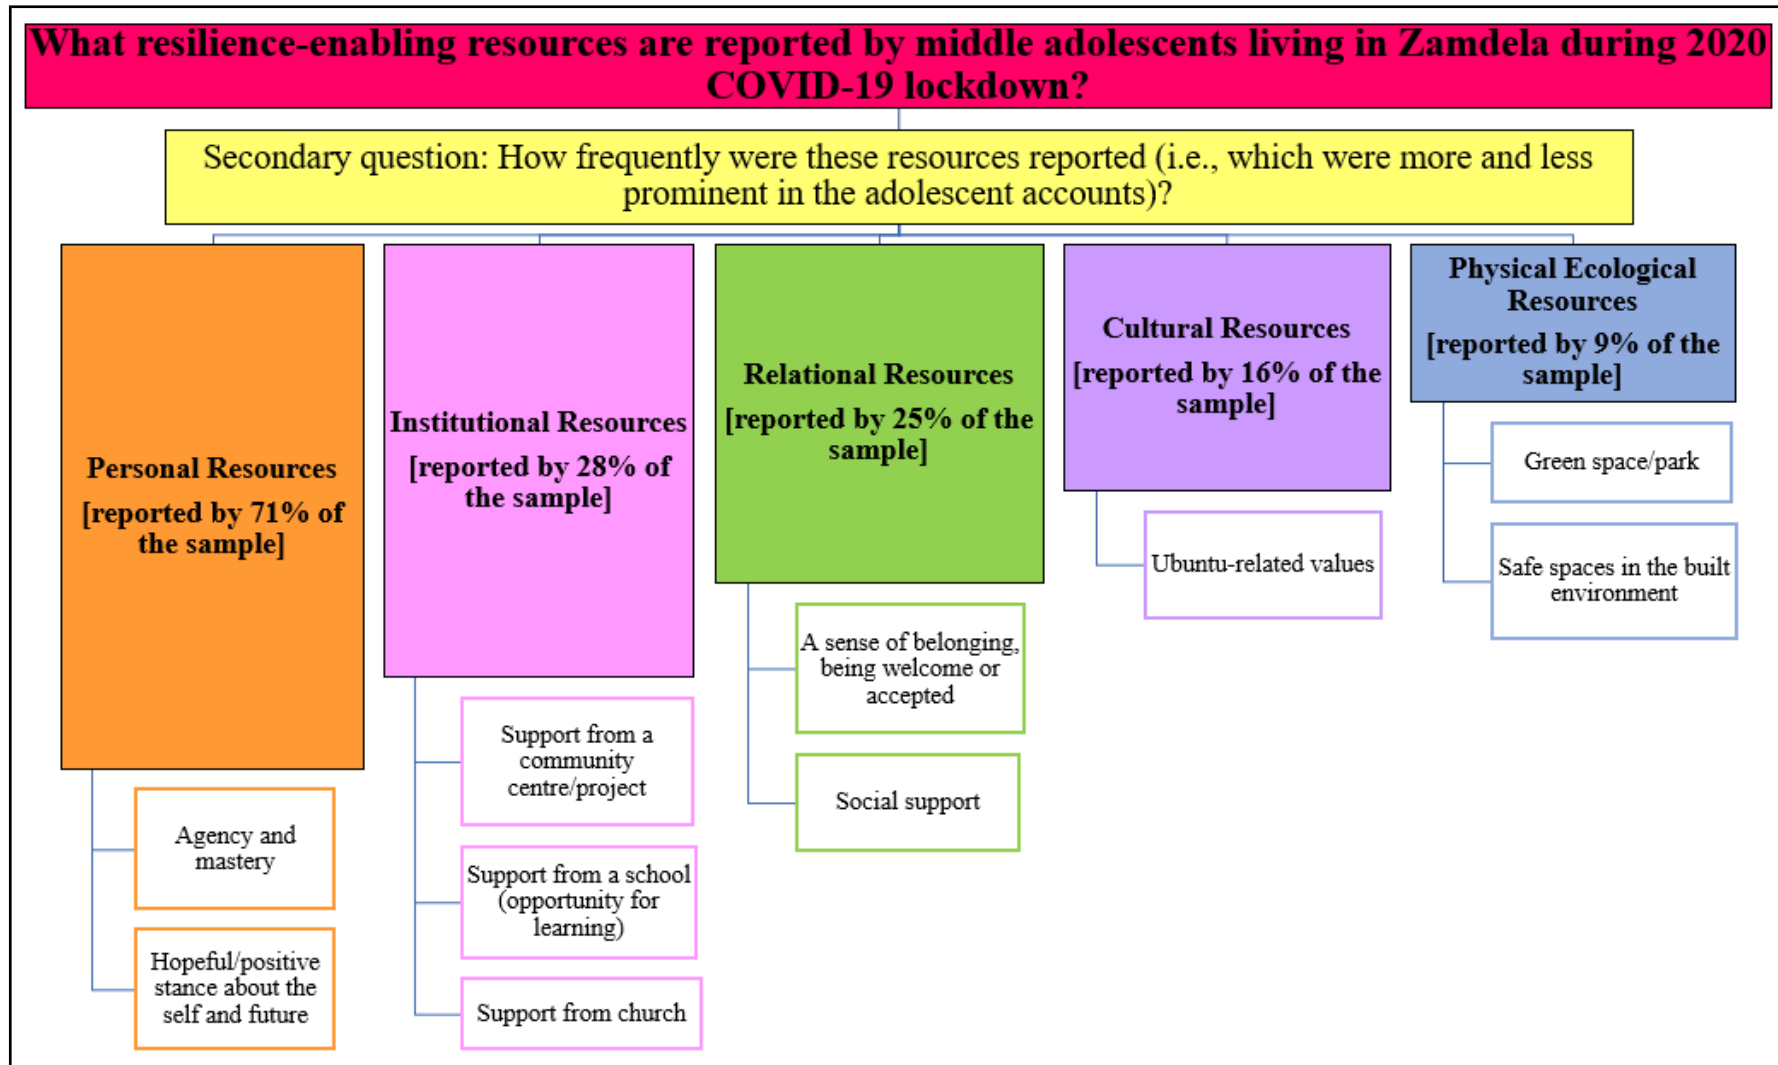 What resilience-enabling resources are reported by middle adolescents living in Zamdela during 2020
COVID-19 lockdown?
Secondary question: How frequently were these resources reported (i.e., which were more and less
prominent in the adolescent accounts)?
Personal Resources
[reported by 71% of
the sample]
Agency and
mastery
Hopeful/positive
stance about the
self and future
Institutional Resources
[reported by 28% of
the sample]
Support from a
community
centre/project
Support from a school
(opportunity for
learning)
Support from church
Relational Resources
[reported by 25% of the
sample]
A sense of belonging,
being welcome or
accepted
Social support
Cultural Resources
[reported by 16% of the
sample]
Ubuntu-related values
Physical Ecological
Resources
[reported by 9% of the
sample]
Green space/park
Safe spaces in the built
environment